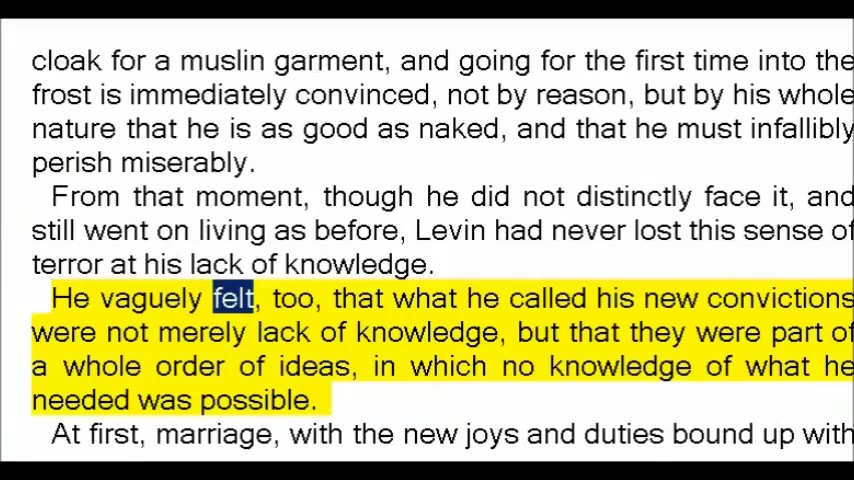 cloak for a muslin garment, and going for the first time into the
frost is immediately convinced, not by reason, but by his whole
nature that he is as good as naked, and that he must infallibly
perish miserably.
From that moment, though he did not distinctly face it, and
still went on living as before, Levin had never lost this sense of
terror at his lack of knowledge.
He vaguely felt, too, that what he called his new convictions
were not merely lack of knowledge, but that they were part of
a whole order of ideas, in which no knowledge of what he
needed was possible.
At first, marriage, with the new joys and duties bound up with